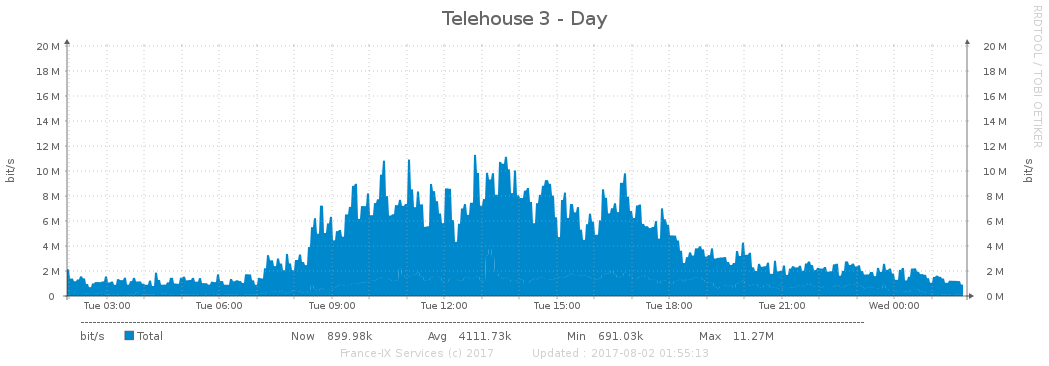 Telehouse 3 - Day
RRDTOOL / TOBI OETIKER
20 M 20 M
18 M 18 M
16 M 16 M
14 M 14 M
12 M 12 M
10 M 10 M
8 M 8 M
6 M 6 M
4 M 4 M
2 M 2 M
0 0 M
bit/s bit/s
Tue 03:00 Tue 06:00 Tue 09:00 Tue 12:00 Tue 15:00 Tue 18:00 Tue 21:00 Wed 00:00
bit/s Total Now 899.98k Avg 4111.73k Min 691.03k Max 11.27M
France-IX Services (c) 2017 Updated : 2017-08-02 01:55:13